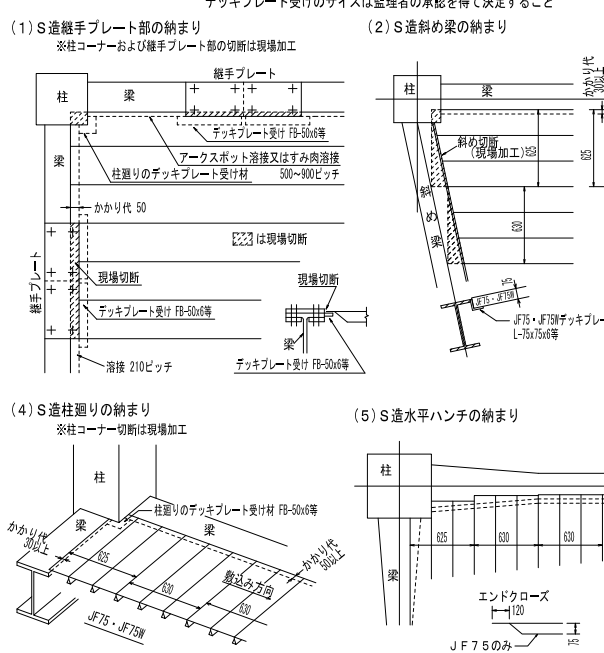 デッキプレート受けのサイズは監理者の承認を得て決定すること
(1)S造継手プレート部の納まり
※柱コーナーおよび継手プレート部の切断は現場加工
継手プレート
柱
梁
デッキプレート受け FB-50x6等
アークスポット溶接又はすみ肉溶接
500~900ピッチ
柱廻りのデッキプレート受け材
梁
かかり代 50
は現場切断
継手プレート
現場切断
デッキプレート受け FB-50x6等
溶接 210ピッチ
現場切断
梁
デッキプレート受け FB-50x6等
(2)S造斜め梁の納まり
柱
梁
かかり代
30以上
斜め切断
(現場加工)
625
625
斜め梁
630
75
JF75・JF75W
JF75・JF75Wデッキプレー
L-75x75x6等
(4)S造柱廻りの納まり
※柱コーナー切断は現場加工
柱
柱廻りのデッキプレート受け材 FB-50x6等
梁
梁
かかり代
30以上
625
630
630
敷込み方向
かかり代
50以上
JF75・JF75W
(5)S造水平ハンチの納まり
柱
625
630
630
梁
エンドクローズ
120
75
JF75のみ